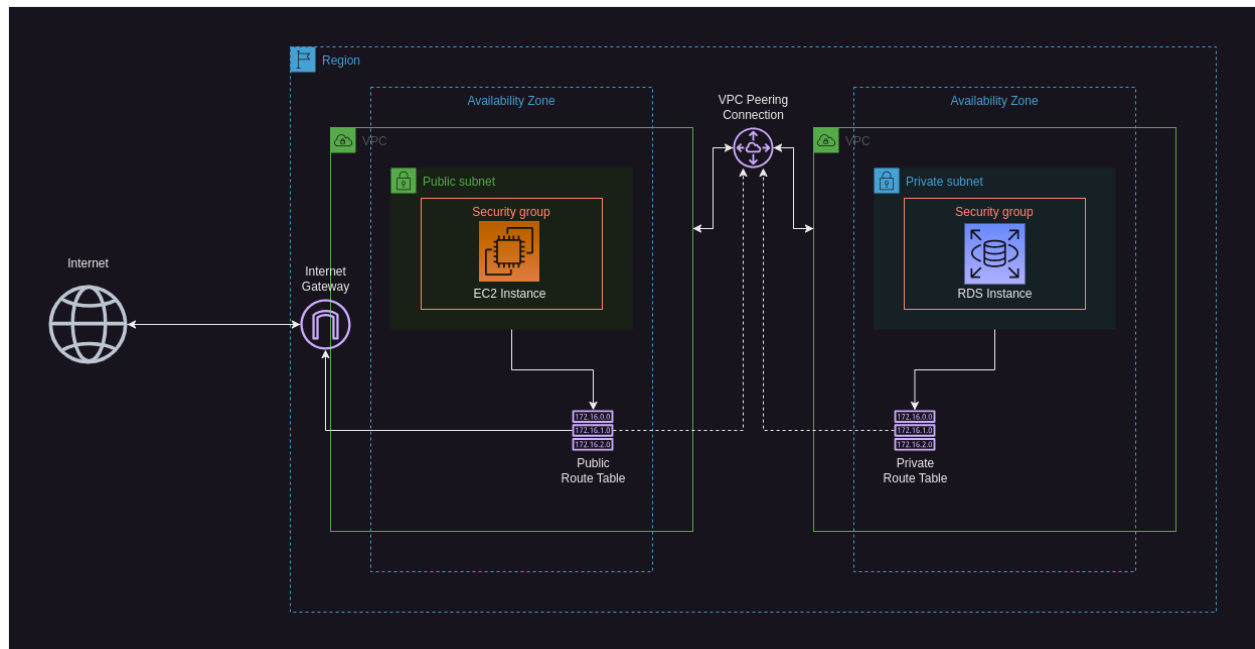 Region
Availability Zone
VPC Peering
Connection
Availability Zone
VPC
VPC
Public subnet
Private subnet
Security group
Security group
Internet
Internet
Gateway
EC2 Instance
RDS Instance
172.16.0.0
172.16.1.0
172.16.2.0
172.16.0.0
172.16.1.0
172.16.2.0
Public
Route Table
Private
Route Table